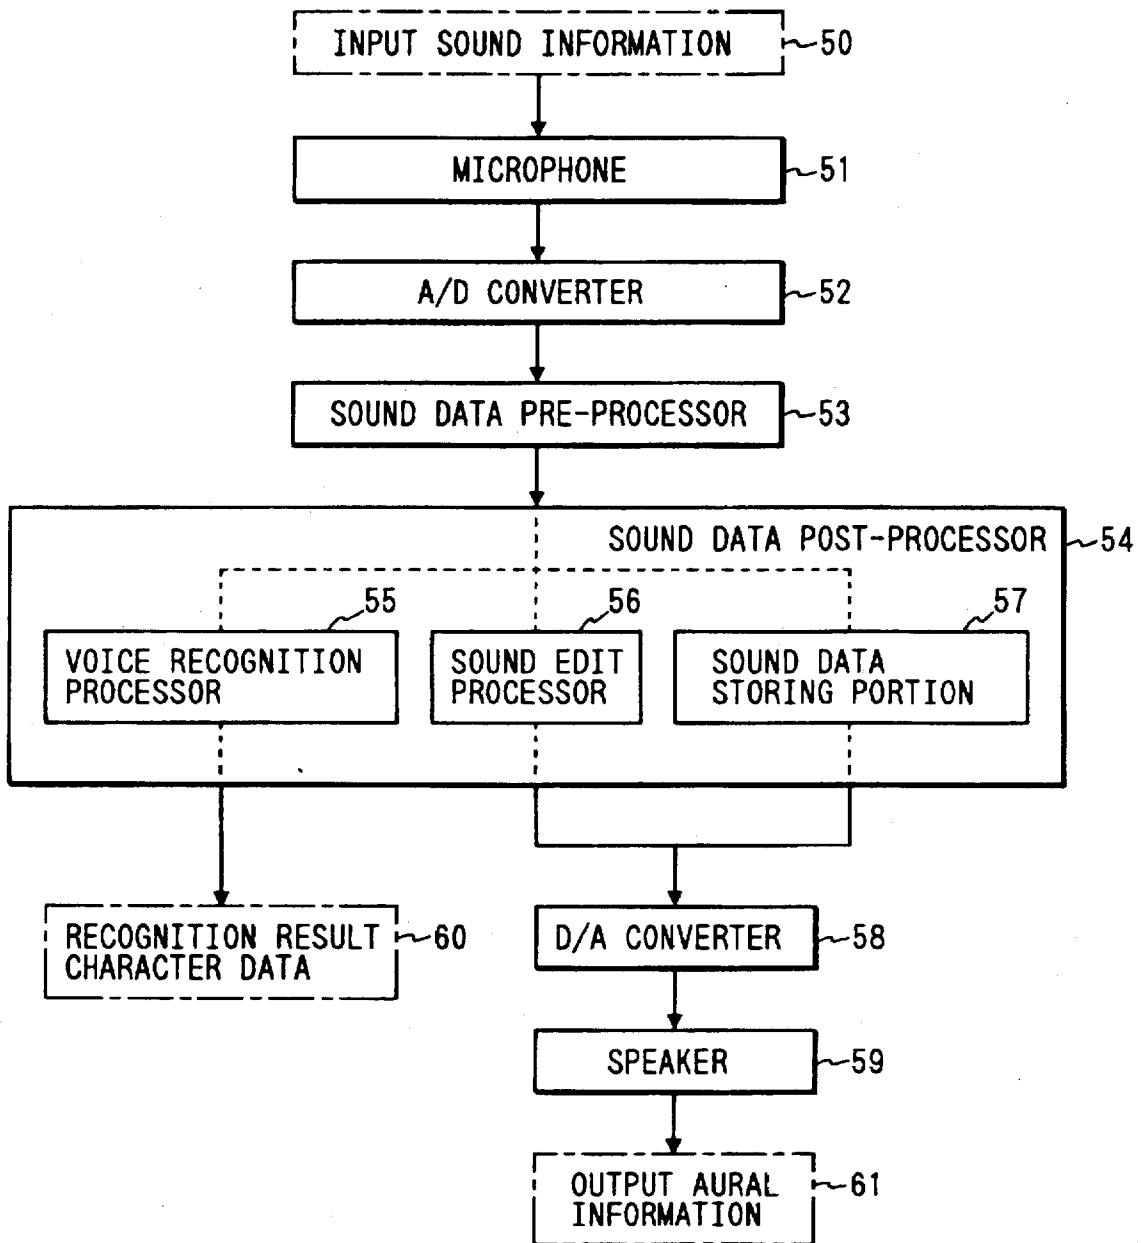 INPUT SOUND INFORMATION
50
MICROPHONE
51
A/D CONVERTER
52
SOUND DATA PRE-PROCESSOR
53
SOUND DATA POST-PROCESSOR
54
55
56
57
VOICE RECOGNITION
PROCESSOR
SOUND EDIT
PROCESSOR
SOUND DATA
STORING PORTION
RECOGNITION RESULT
CHARACTER DATA
60
D/A CONVERTER
58
SPEAKER
59
OUTPUT AURAL
INFORMATION
61